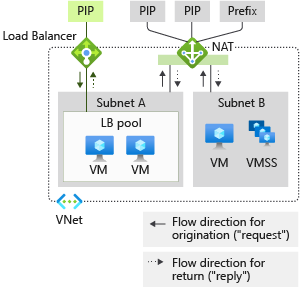 PIP
PIP
PIP
Prefix
Load Balancer
NAT
Subnet A
Subnet B
LB pool
VM
VM
VM
VMSS
VNet
Flow direction for
origination ("request")
Flow direction for
return ("reply")